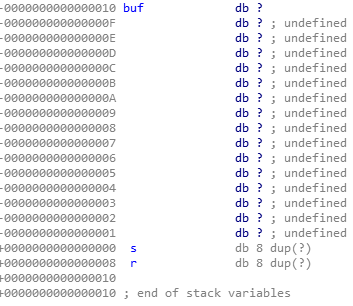 -0000000000000010 buf db ?
-000000000000000F db ? ; undefined
-000000000000000E db ? ; undefined
-000000000000000D db ? ; undefined
-000000000000000C db ? ; undefined
-000000000000000B db ? ; undefined
-000000000000000A db ? ; undefined
-0000000000000009 db ? ; undefined
-0000000000000008 db ? ; undefined
-0000000000000007 db ? ; undefined
-0000000000000006 db ? ; undefined
-0000000000000005 db ? ; undefined
-0000000000000004 db ? ; undefined
-0000000000000003 db ? ; undefined
-0000000000000002 db ? ; undefined
-0000000000000001 db ? ; undefined
+0000000000000000 s db 8 dup(?)
+0000000000000008 r db 8 dup(?)
+0000000000000010
+0000000000000010 ; end of stack variables